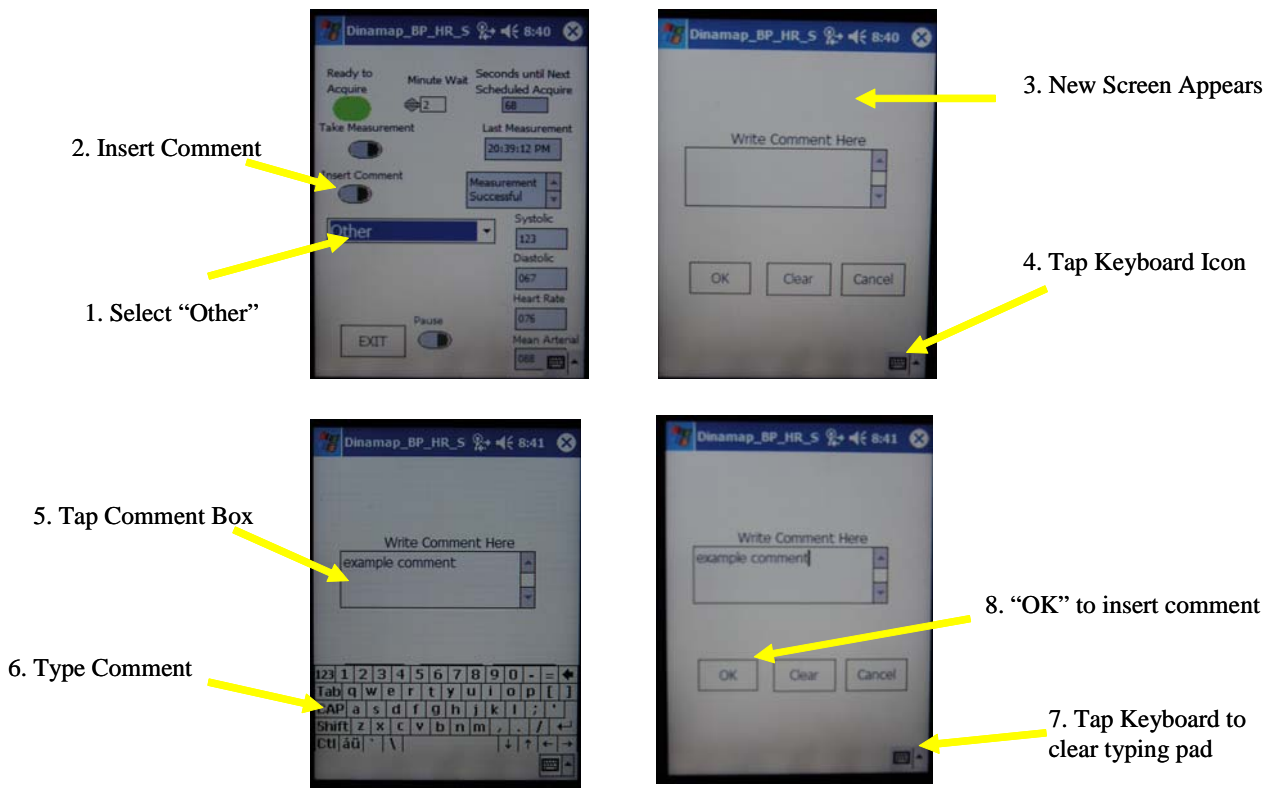 Dinamap_BP_HR_S 8:40
Ready to Acquire
Minute Wait
2
Seconds until Next Scheduled Acquire
68
Take Measurement
Last Measurement
20:39:12 PM
Insert Comment
Measurement Successful
Other
Systolic
123
Diastolic
067
Heart Rate
076
Mean Arterial
088
EXIT
Pause
2. Insert Comment
1. Select “Other”
Dinamap_BP_HR_S 8:40
Write Comment Here
OK Clear Cancel
3. New Screen Appears
4. Tap Keyboard Icon
Dinamap_BP_HR_S 8:41
Write Comment Here
example comment
123 1 2 3 4 5 6 7 8 9 0 - =
Tab q w e r t y u i o p [ ]
CAP a s d f g h j k l ; '
Shift z x c v b n m , . /
Ctl áü ` \
5. Tap Comment Box
6. Type Comment
Dinamap_BP_HR_S 8:41
Write Comment Here
example comment
OK Clear Cancel
8. “OK” to insert comment
7. Tap Keyboard to
clear typing pad